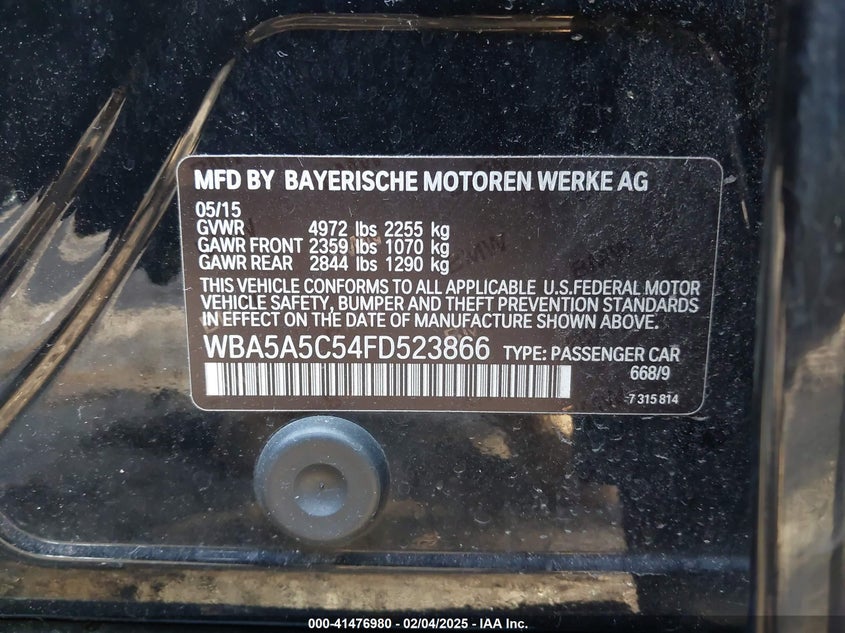 MFD BY BAYERISCHE MOTOREN WERKE AG
05/15
GVWR 4972 lbs 2255 kg
GAWR FRONT 2359 lbs 1070 kg
GAWR REAR 2844 lbs 1290 kg
THIS VEHICLE CONFORMS TO ALL APPLICABLE U.S.FEDERAL MOTOR
VEHICLE SAFETY, BUMPER AND THEFT PREVENTION STANDARDS
IN EFFECT ON THE DATE OF MANUFACTURE SHOWN ABOVE.
WBA5A5C54FD523866 TYPE: PASSENGER CAR
668/9
7 315 814
000-41476980 - 02/04/2025 - IAA Inc.